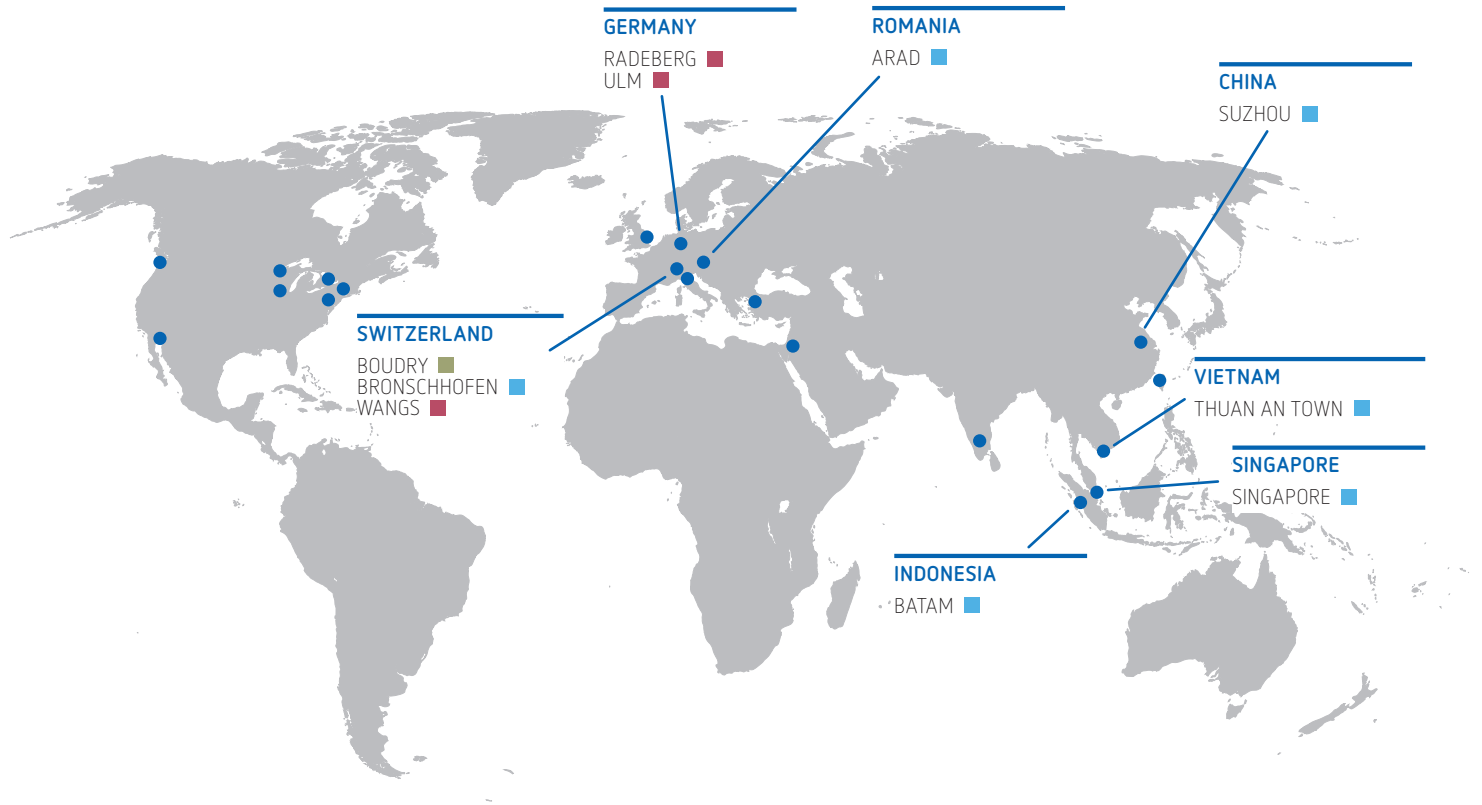 GERMANY
RADEBERG
ULM
ROMANIA
ARAD
CHINA
SUZHOU
SWITZERLAND
BOUDRY
BRONSCHHOFEN
WANGS
VIETNAM
THUAN AN TOWN
SINGAPORE
SINGAPORE
INDONESIA
BATAM